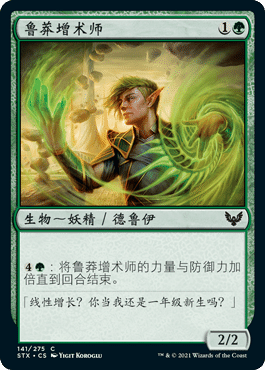 鲁莽增术师 1
生物～妖精／德鲁伊
4：将鲁莽增术师的力量与防御力加
倍直到回合结束。
「线性增长？你当我还是一年级新生吗？」
2/2
141/275 C
STX • CS YIGIT KOROGLU
™ & © 2021 Wizards of the Coast